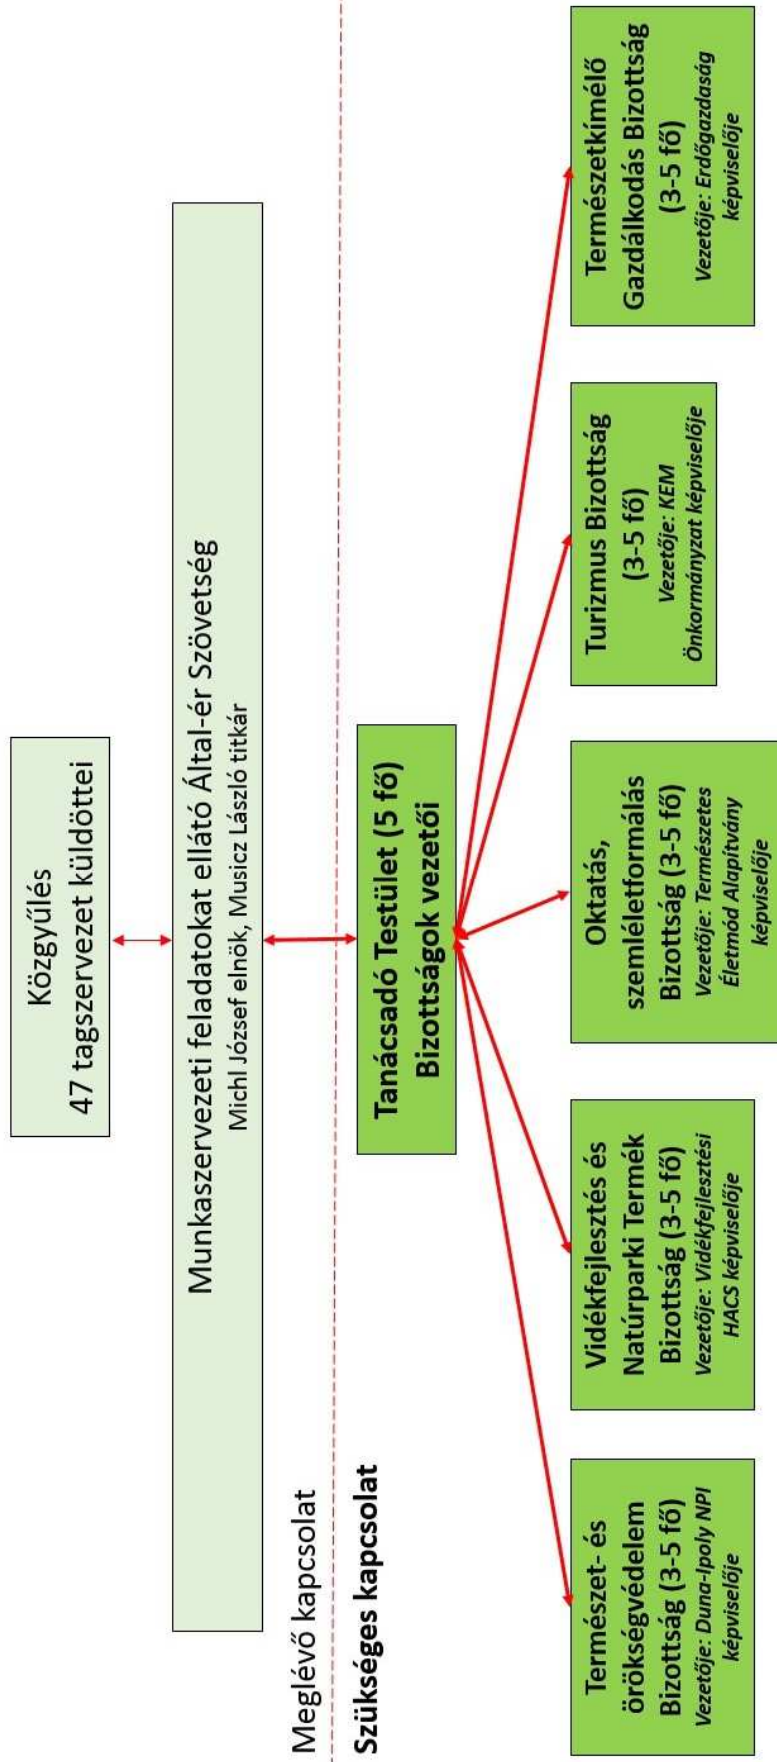 Közgyűlés
47 tagszervezet küldöttei
Munkaszervezeti feladatokat ellátó Által-ér Szövetség
Michl József elnök, Musicz László titkár
Meglévő kapcsolat
Szükséges kapcsolat
Tanácsadó Testület (5 fő)
Bizottságok vezetői
Természet- és
örökségvédelem
Bizottság (3-5 fő)
Vezetője: Duna-Ipoly NPI
képviselője
Vidékfejlesztés és
Natúrparki Termék
Bizottság (3-5 fő)
Vezetője: Vidékfejlesztési
HACS képviselője
Oktatás,
szemléletformálás
Bizottság (3-5 fő)
Vezetője: Természetes
Életmód Alapítvány
képviselője
Turizmus Bizottság
(3-5 fő)
Vezetője: KEM
Önkormányzat képviselője
Természetkímélő
Gazdálkodás Bizottság
(3-5 fő)
Vezetője: Erdőgazdaság
képviselője